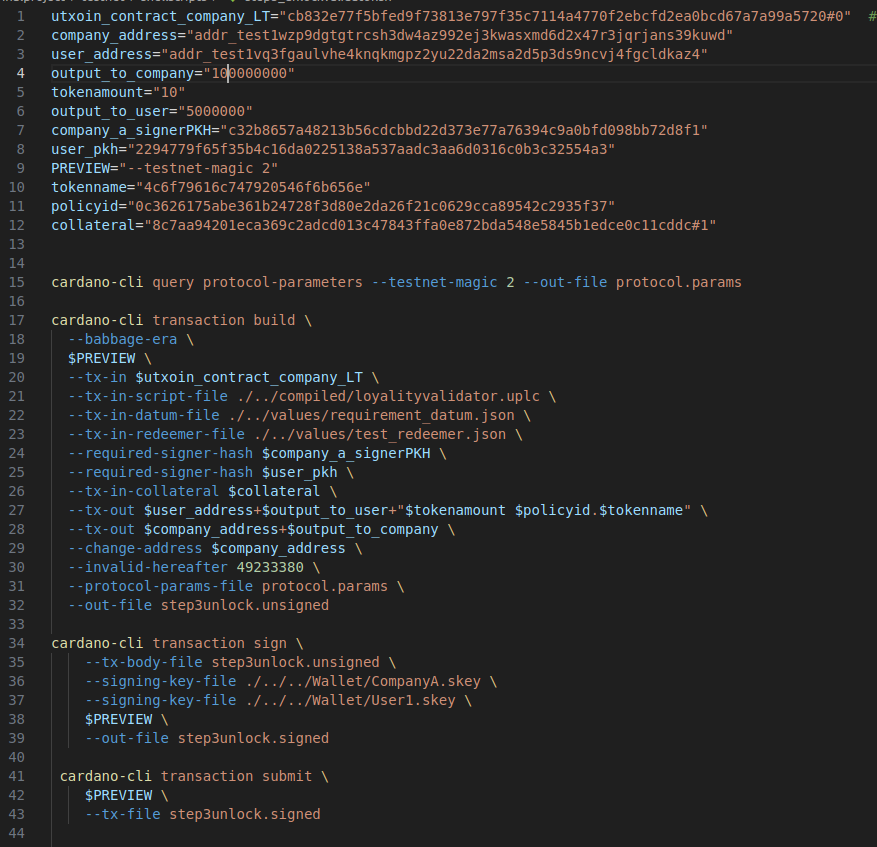 1 utxoin_contract_company_LT="cb832e77f5bfed9f73813e797f35c7114a4770f2ebcfd2ea0bcd67a7a99a5720#0" #
2 company_address="addr_test1wzp9dgtgtrcsh3dw4az992ej3kwasxmd6d2x47r3jqrjans39kuwd"
3 user_address="addr_test1vq3fgaulvhe4knqkmgpz2yu22da2msa2d5p3ds9ncvj4fgcldkaz4"
4 output_to_company="100000000"
5 tokenamount="10"
6 output_to_user="5000000"
7 company_a_signerPKH="c32b8657a48213b56cdcbbd22d373e77a76394c9a0bfd098bb72d8f1"
8 user_pkh="2294779f65f35b4c16da0225138a537aadc3aa6d0316c0b3c32554a3"
9 PREVIEW="--testnet-magic 2"
10 tokenname="4c6f79616c747920546f6b656e"
11 policyid="0c3626175abe361b24728f3d80e2da26f21c0629cca89542c2935f37"
12 collateral="8c7aa94201eca369c2adcd013c47843ffa0e872bda548e5845b1edce0c11cddc#1"
13
14
15 cardano-cli query protocol-parameters --testnet-magic 2 --out-file protocol.params
16
17 cardano-cli transaction build \
18 --babbage-era \
19 $PREVIEW \
20 --tx-in $utxoin_contract_company_LT \
21 --tx-in-script-file ./../compiled/loyalityvalidator.uplc \
22 --tx-in-datum-file ./../values/requirement_datum.json \
23 --tx-in-redeemer-file ./../values/test_redeemer.json \
24 --required-signer-hash $company_a_signerPKH \
25 --required-signer-hash $user_pkh \
26 --tx-in-collateral $collateral \
27 --tx-out $user_address+$output_to_user+"$tokenamount $policyid.$tokenname" \
28 --tx-out $company_address+$output_to_company \
29 --change-address $company_address \
30 --invalid-hereafter 49233380 \
31 --protocol-params-file protocol.params \
32 --out-file step3unlock.unsigned
33
34 cardano-cli transaction sign \
35 --tx-body-file step3unlock.unsigned \
36 --signing-key-file ./../../Wallet/CompanyA.skey \
37 --signing-key-file ./../../Wallet/User1.skey \
38 $PREVIEW \
39 --out-file step3unlock.signed
40
41 cardano-cli transaction submit \
42 $PREVIEW \
43 --tx-file step3unlock.signed
44